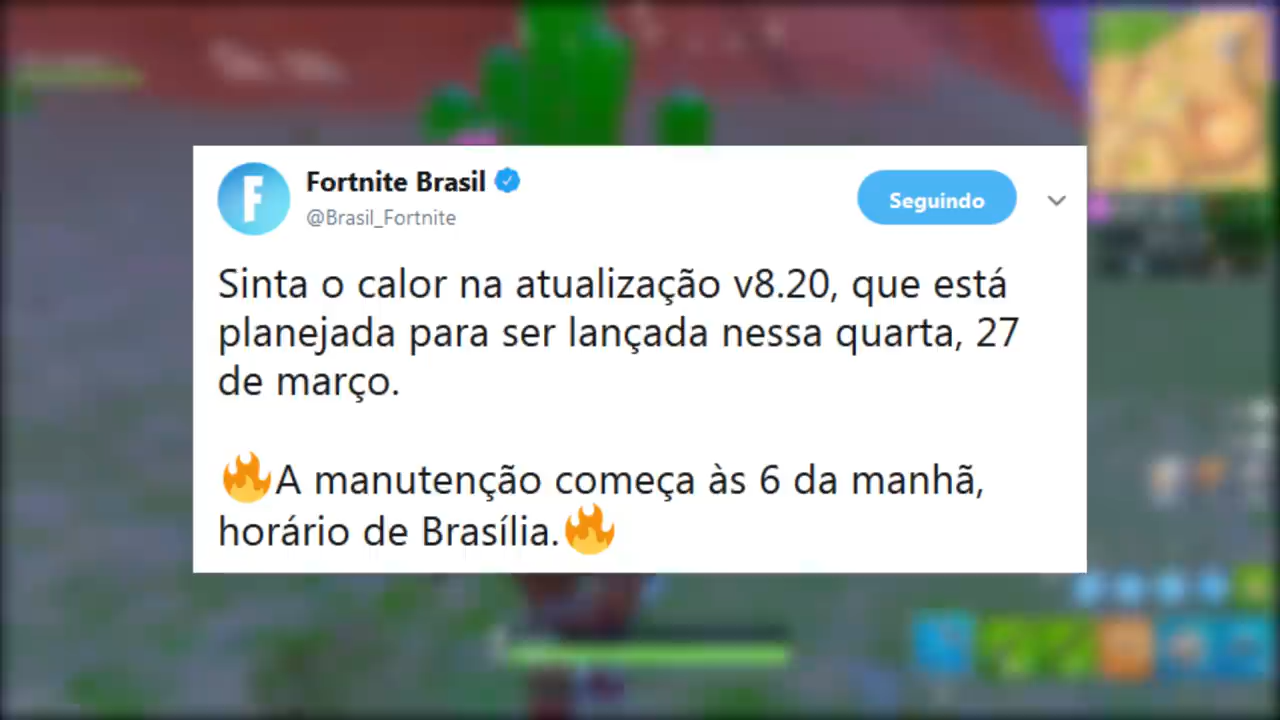 Fortnite Brasil
@Brasil_Fortnite
Seguindo
Sinta o calor na atualização v8.20, que está
planejada para ser lançada nessa quarta, 27
de março.
🔥A manutenção começa às 6 da manhã,
horário de Brasília.🔥